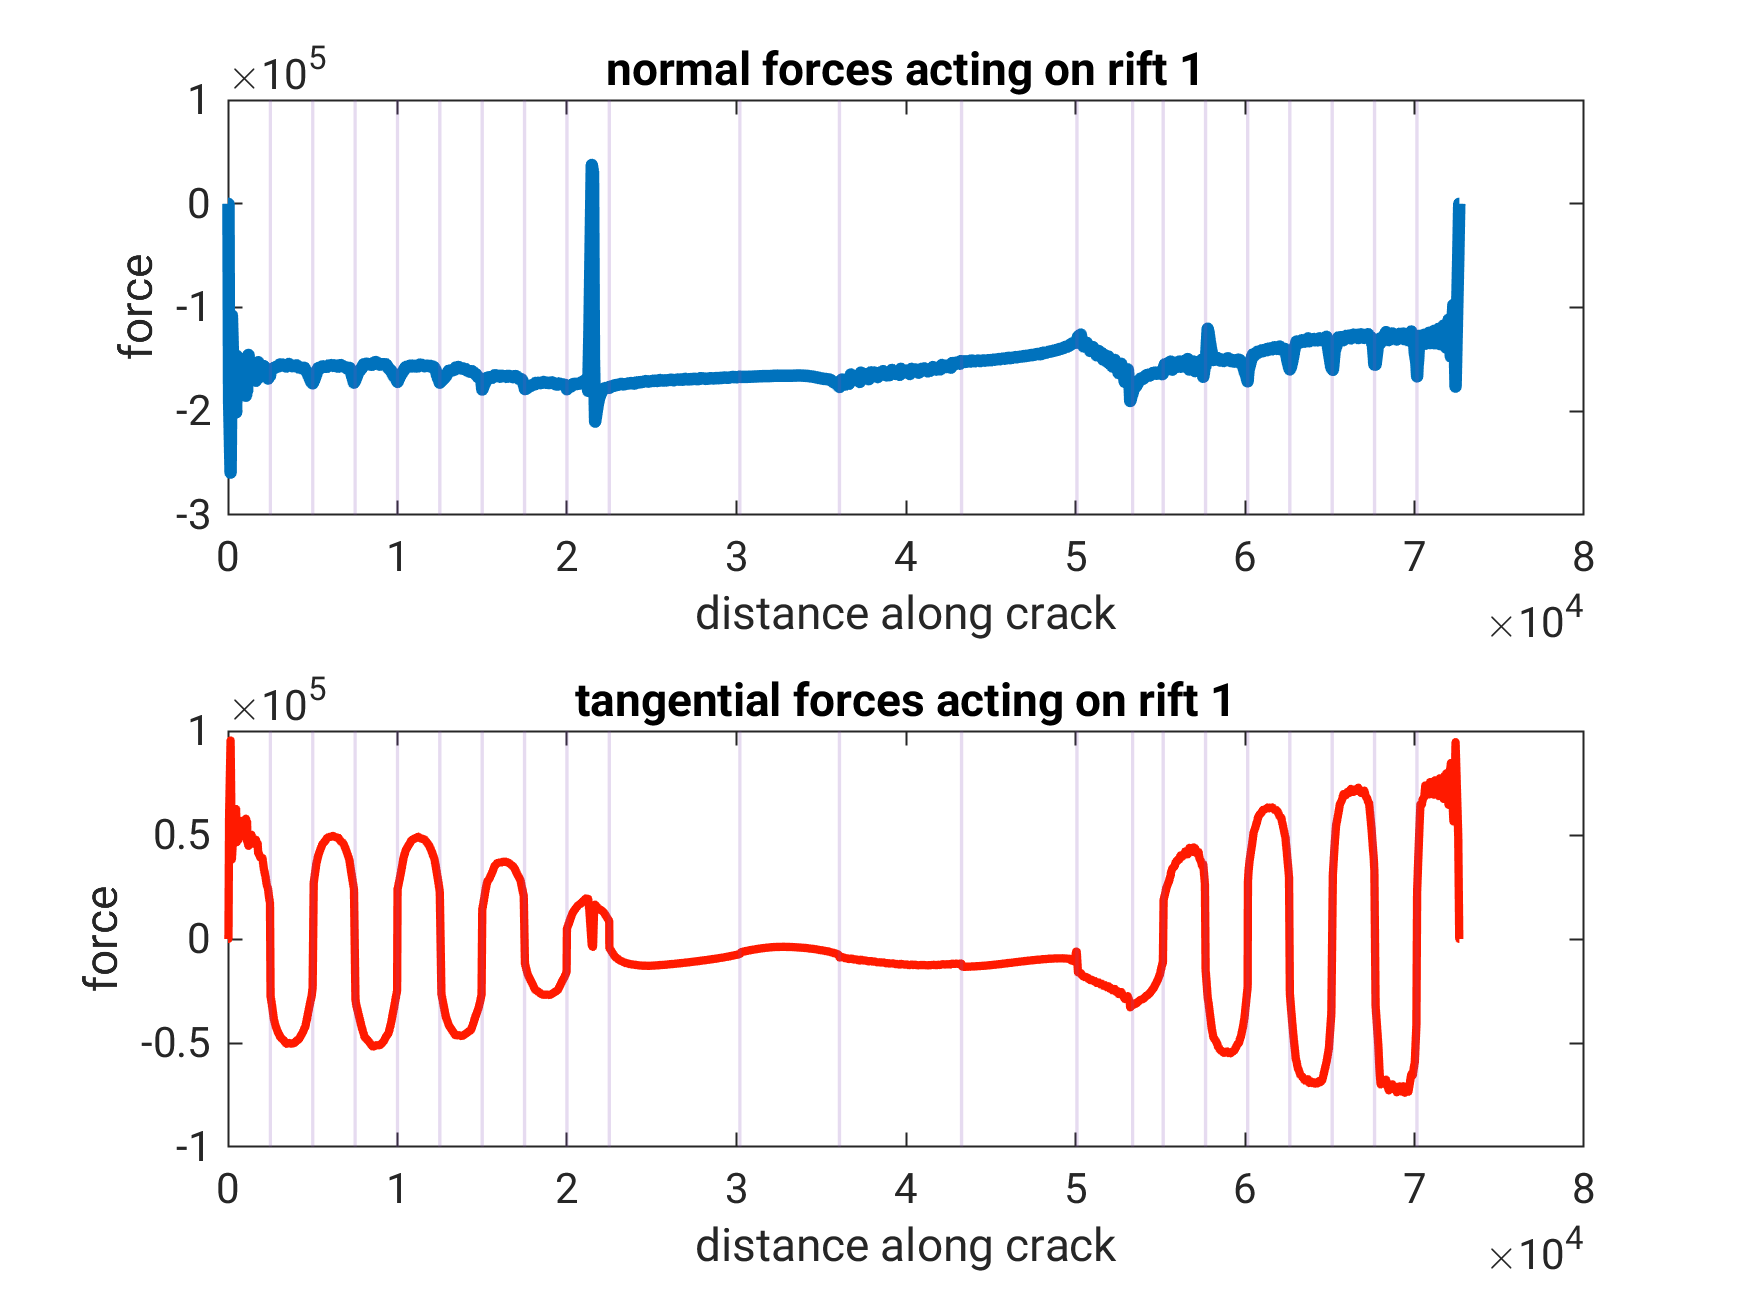 ×10^5
normal forces acting on rift 1
1
0
-1
-2
-3
force
0 1 2 3 4 5 6 7 8
distance along crack
×10^4
×10^5
tangential forces acting on rift 1
1
0.5
0
-0.5
-1
force
0 1 2 3 4 5 6 7 8
distance along crack
×10^4